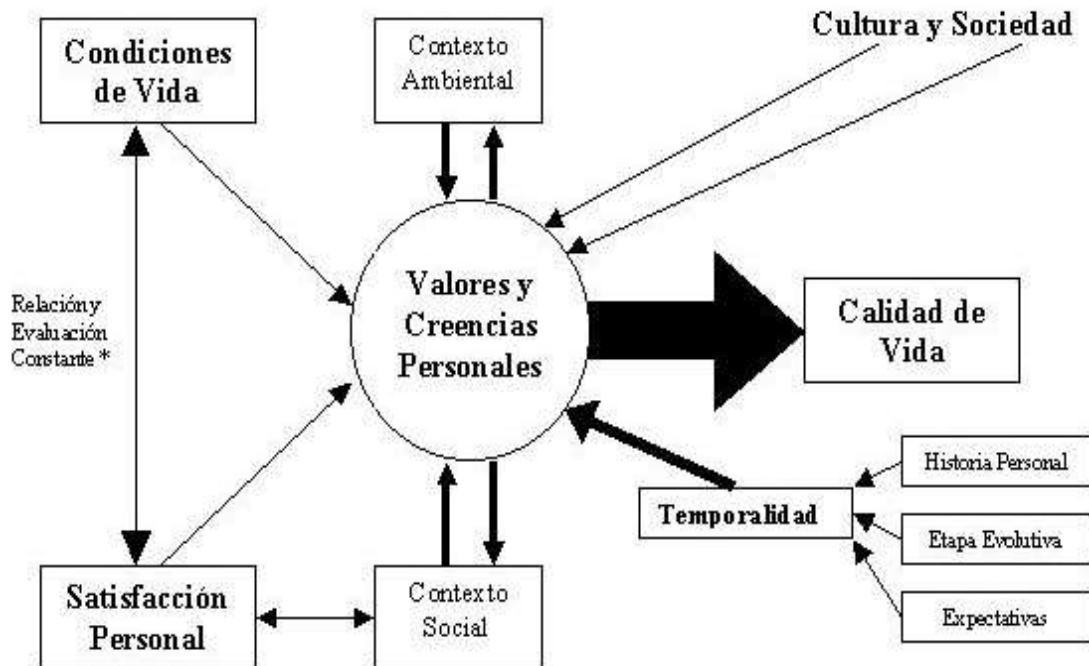 Condiciones
de Vida
Contexto
Ambiental
Cultura y Sociedad
Relación y
Evaluación
Constante *
Valores y
Creencias
Personales
Calidad de
Vida
Historia Personal
Temporalidad
Etapa Evolutiva
Expectativas
Satisfacción
Personal
Contexto
Social